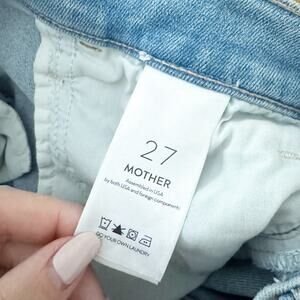 27
MOTHER
Assembled in USA
by both USA and foreign components
DO YOUR OWN LAUNDRY